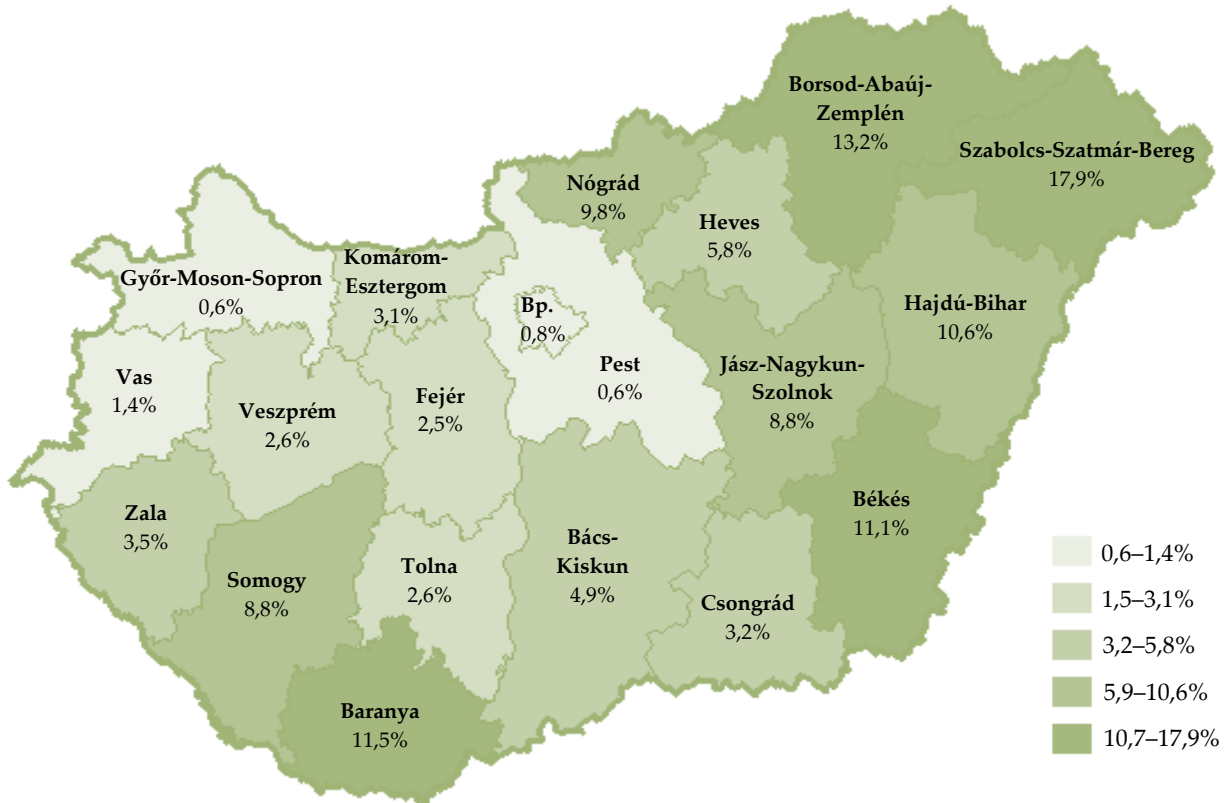 Borsod-Abaúj-
Zemplén
13,2%
Szabolcs-Szatmár-Bereg
17,9%
Nógrád
9,8%
Heves
5,8%
Győr-Moson-Sopron
0,6%
Komárom-
Esztergom
3,1%
Bp.
0,8%
Pest
0,6%
Hajdú-Bihar
10,6%
Jász-Nagykun-
Szolnok
8,8%
Vas
1,4%
Veszprém
2,6%
Fejér
2,5%
Zala
3,5%
Somogy
8,8%
Tolna
2,6%
Bács-
Kiskun
4,9%
Békés
11,1%
Csongrád
3,2%
Baranya
11,5%
0,6–1,4%
1,5–3,1%
3,2–5,8%
5,9–10,6%
10,7–17,9%